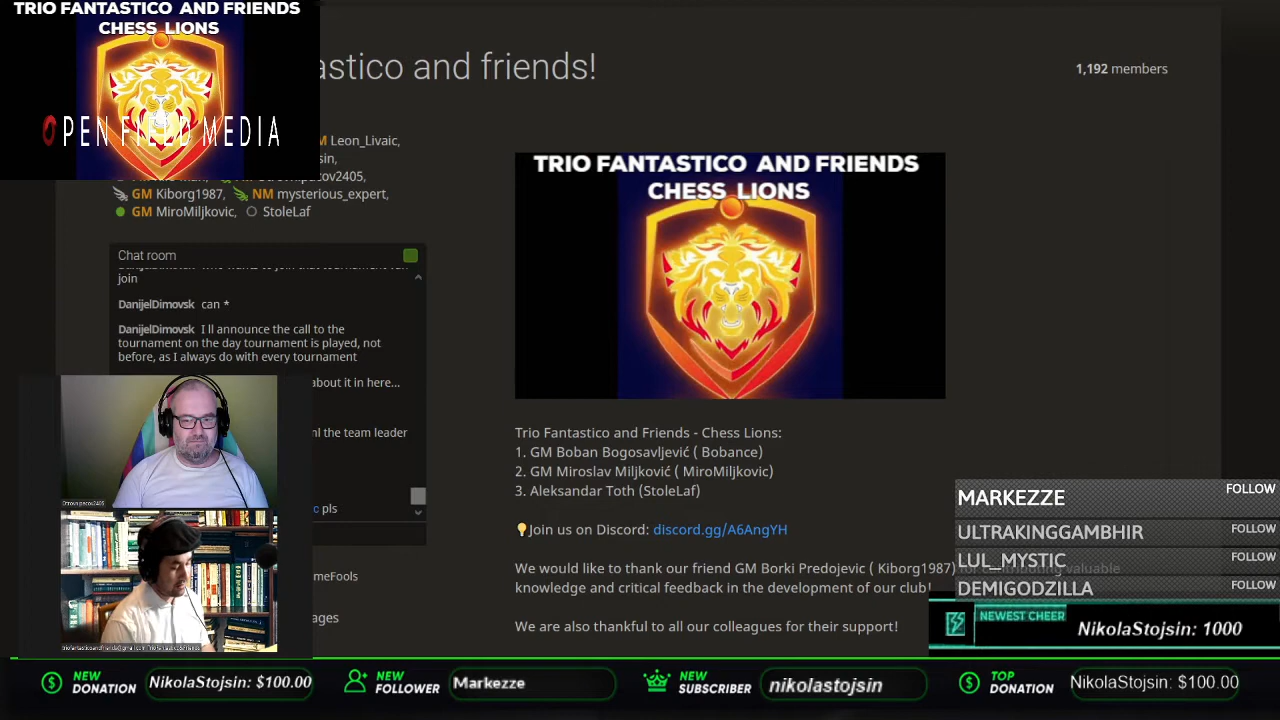 TRIO FANTASTICO AND FRIENDS
CHESS LIONS
OPEN FIELD MEDIA
astico and friends!
1,192 members
Leon_Livaic,
sin,
GM Kiborg1987, NM mysterious_expert,
GM MiroMiljkovic, StoleLaf
Chat room
join
DanijelDimovsk can *
DanijelDimovsk I ll announce the call to the
tournament on the day tournament is played, not
before, as I always do with every tournament
about it in here...
the team leader
pls
meFools
ages
TRIO FANTASTICO AND FRIENDS
CHESS LIONS
Trio Fantastico and Friends - Chess Lions:
1. GM Boban Bogosavljević ( Bobance)
2. GM Miroslav Miljković ( MiroMiljkovic)
3. Aleksandar Toth (StoleLaf)
Join us on Discord: discord.gg/A6AngYH
We would like to thank our friend GM Borki Predojevic ( Kiborg1987) valuable
knowledge and critical feedback in the development of our club!
We are also thankful to all our colleagues for their support!
MARKEZZE FOLLOW
ULTRAKINGGAMBHIR FOLLOW
LUL_MYSTIC FOLLOW
DEMIGODZILLA FOLLOW
NEWEST CHEER
NikolaStojsin: 1000
NEW DONATION NikolaStojsin: $100.00
NEW FOLLOWER Markezze
NEW SUBSCRIBER nikolastojsin
TOP DONATION NikolaStojsin: $100.00